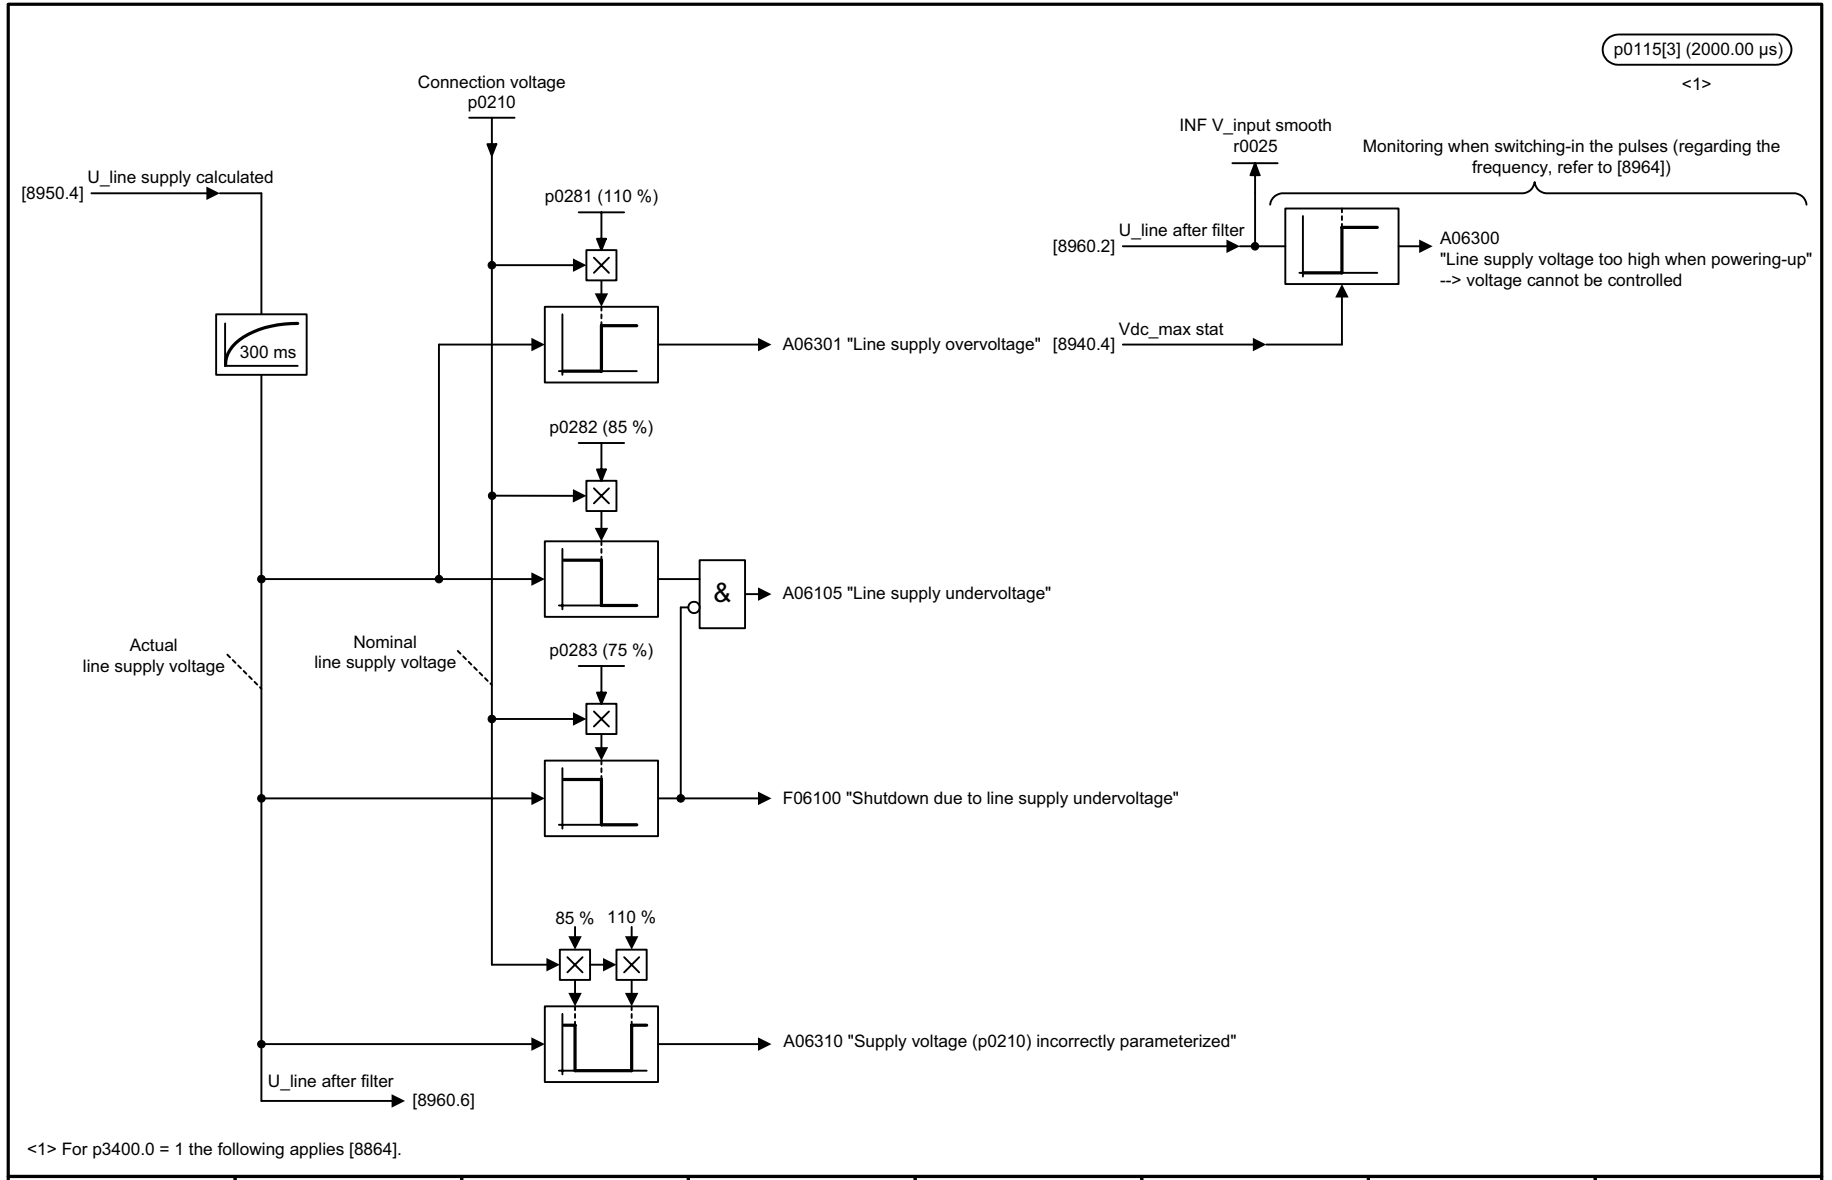 p0115[3] (2000.00 µs)
<1>
Connection voltage
p0210
INF V_input smooth
r0025
Monitoring when switching-in the pulses (regarding the
frequency, refer to [8964])
[8950.4]
U_line supply calculated
p0281 (110 %)
[8960.2]
U_line after filter
A06300
"Line supply voltage too high when powering-up"
--> voltage cannot be controlled
300 ms
A06301 "Line supply overvoltage"
[8940.4]
Vdc_max stat
p0282 (85 %)
&
A06105 "Line supply undervoltage"
Actual
line supply voltage
Nominal
line supply voltage
p0283 (75 %)
F06100 "Shutdown due to line supply undervoltage"
85 %
110 %
A06310 "Supply voltage (p0210) incorrectly parameterized"
U_line after filter
[8960.6]
<1> For p3400.0 = 1 the following applies [8864].